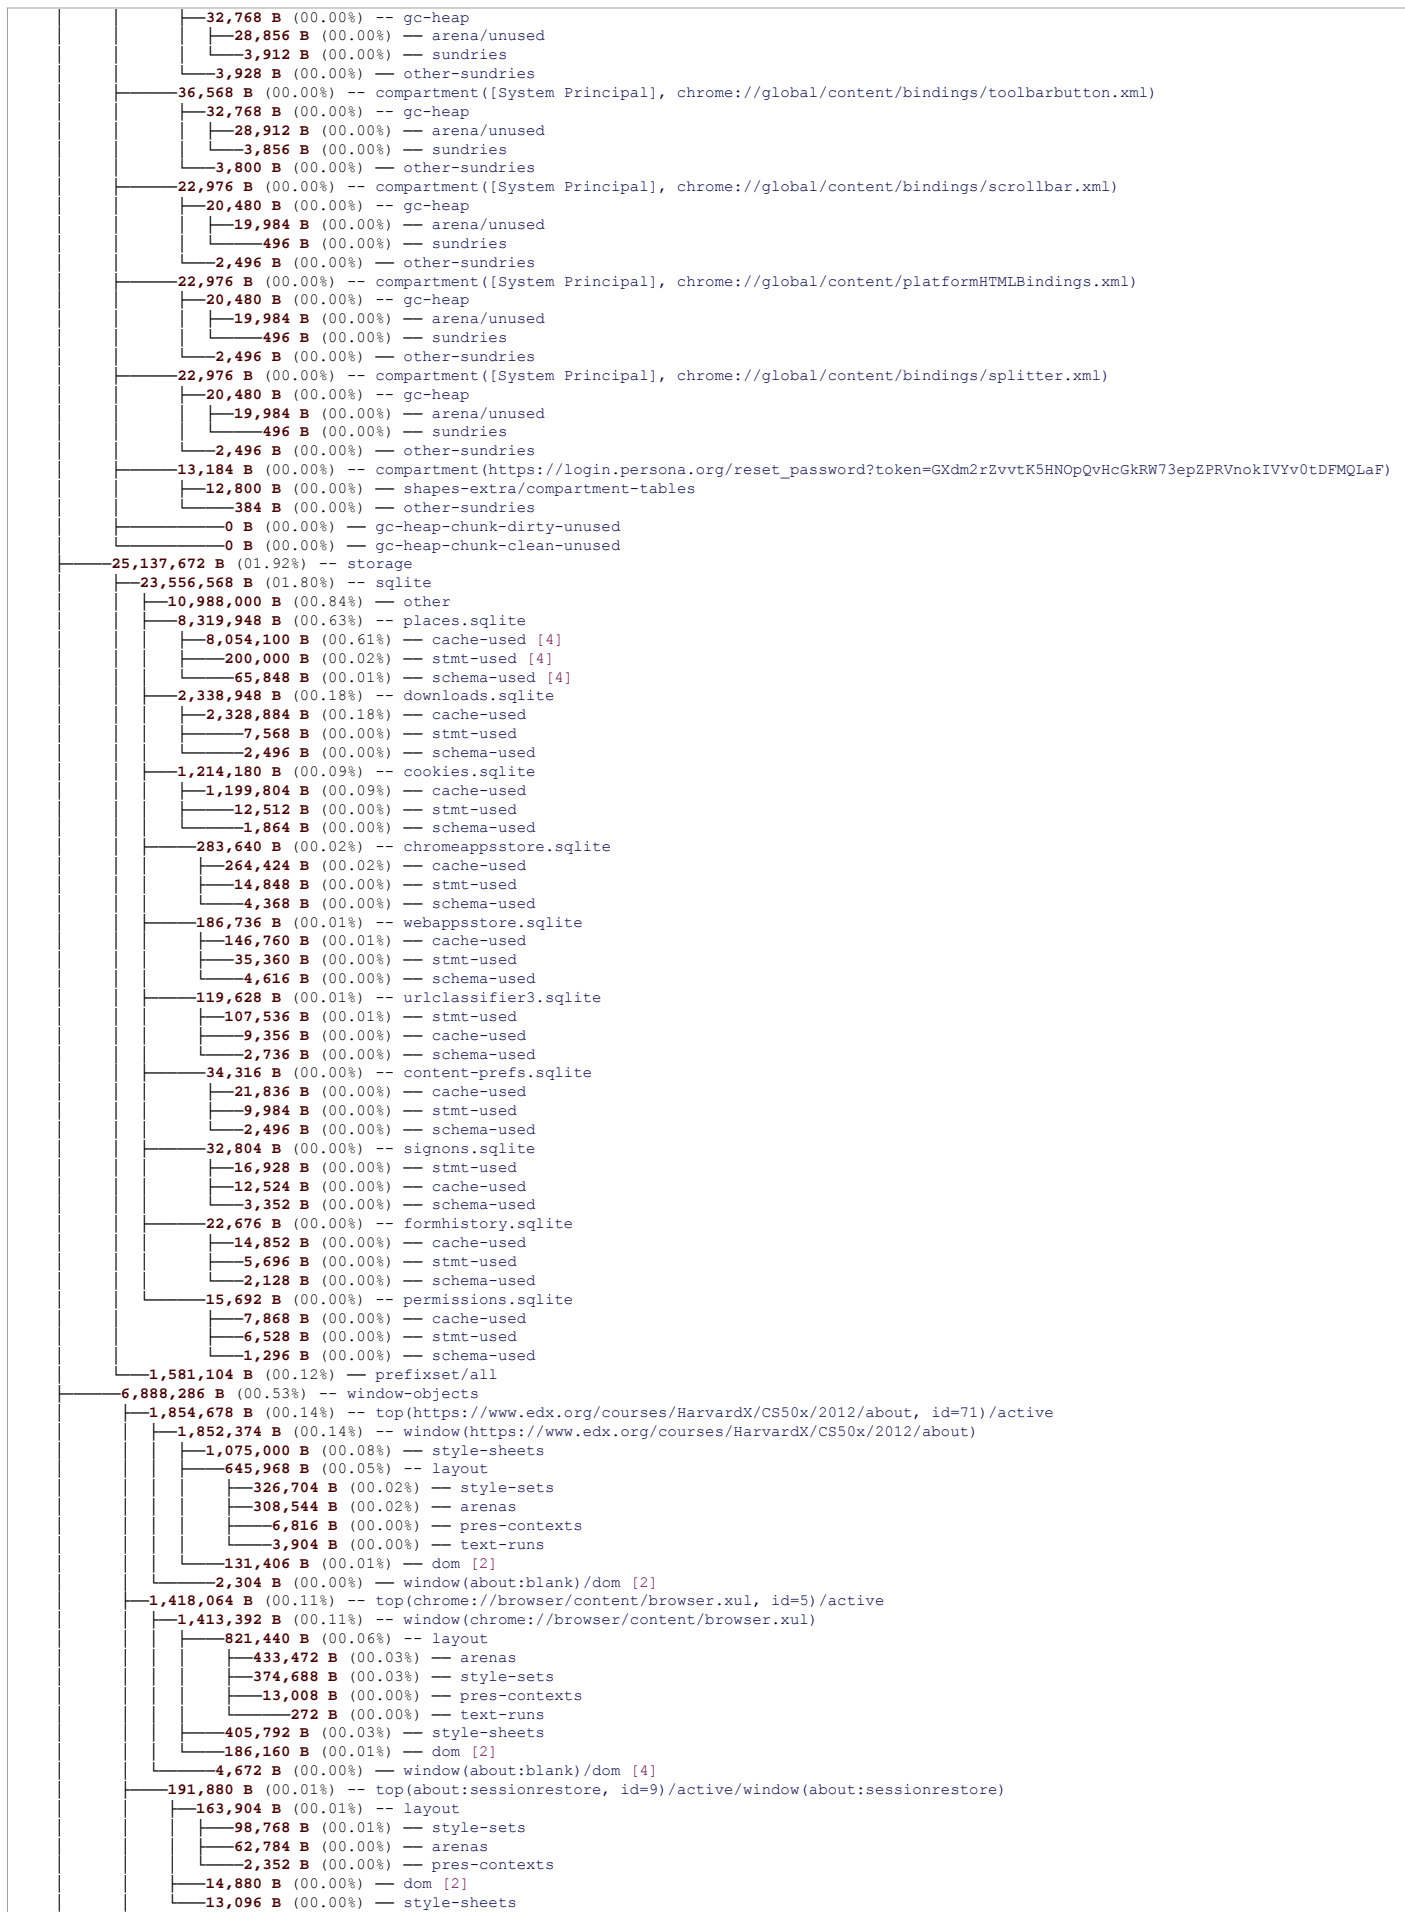 │ │ ├──32,768 B (00.00%) -- gc-heap
│ │ │ ├──28,856 B (00.00%) ── arena/unused
│ │ │ └───3,912 B (00.00%) ── sundries
│ │ └───3,928 B (00.00%) ── other-sundries
│ ├──────36,568 B (00.00%) -- compartment([System Principal], chrome://global/content/bindings/toolbarbutton.xml)
│ │ ├──32,768 B (00.00%) -- gc-heap
│ │ │ ├──28,912 B (00.00%) ── arena/unused
│ │ │ └───3,856 B (00.00%) ── sundries
│ │ └───3,800 B (00.00%) ── other-sundries
│ ├──────22,976 B (00.00%) -- compartment([System Principal], chrome://global/content/bindings/scrollbar.xml)
│ │ ├──20,480 B (00.00%) -- gc-heap
│ │ │ ├──19,984 B (00.00%) ── arena/unused
│ │ │ └─────496 B (00.00%) ── sundries
│ │ └───2,496 B (00.00%) ── other-sundries
│ ├──────22,976 B (00.00%) -- compartment([System Principal], chrome://global/content/platformHTMLBindings.xml)
│ │ ├──20,480 B (00.00%) -- gc-heap
│ │ │ ├──19,984 B (00.00%) ── arena/unused
│ │ │ └─────496 B (00.00%) ── sundries
│ │ └───2,496 B (00.00%) ── other-sundries
│ ├──────22,976 B (00.00%) -- compartment([System Principal], chrome://global/content/bindings/splitter.xml)
│ │ ├──20,480 B (00.00%) -- gc-heap
│ │ │ ├──19,984 B (00.00%) ── arena/unused
│ │ │ └─────496 B (00.00%) ── sundries
│ │ └───2,496 B (00.00%) ── other-sundries
│ ├──────13,184 B (00.00%) -- compartment(https://login.persona.org/reset_password?token=GXdm2rZvvtK5HNOpQvHcGkRW73epZPRVnokIVYv0tDFMQLaF)
│ │ ├──12,800 B (00.00%) ── shapes-extra/compartment-tables
│ │ └─────384 B (00.00%) ── other-sundries
│ ├───────────0 B (00.00%) ── gc-heap-chunk-dirty-unused
│ └───────────0 B (00.00%) ── gc-heap-chunk-clean-unused
├─────25,137,672 B (01.92%) -- storage
│ ├──23,556,568 B (01.80%) -- sqlite
│ │ ├──10,988,000 B (00.84%) ── other
│ │ ├───8,319,948 B (00.63%) -- places.sqlite
│ │ │ ├──8,054,100 B (00.61%) ── cache-used [4]
│ │ │ ├────200,000 B (00.02%) ── stmt-used [4]
│ │ │ └─────65,848 B (00.01%) ── schema-used [4]
│ │ ├───2,338,948 B (00.18%) -- downloads.sqlite
│ │ │ ├──2,328,884 B (00.18%) ── cache-used
│ │ │ ├──────7,568 B (00.00%) ── stmt-used
│ │ │ └──────2,496 B (00.00%) ── schema-used
│ │ ├───1,214,180 B (00.09%) -- cookies.sqlite
│ │ │ ├──1,199,804 B (00.09%) ── cache-used
│ │ │ ├─────12,512 B (00.00%) ── stmt-used
│ │ │ └──────1,864 B (00.00%) ── schema-used
│ │ ├─────283,640 B (00.02%) -- chromeappsstore.sqlite
│ │ │ ├──264,424 B (00.02%) ── cache-used
│ │ │ ├───14,848 B (00.00%) ── stmt-used
│ │ │ └────4,368 B (00.00%) ── schema-used
│ │ ├─────186,736 B (00.01%) -- webappsstore.sqlite
│ │ │ ├──146,760 B (00.01%) ── cache-used
│ │ │ ├───35,360 B (00.00%) ── stmt-used
│ │ │ └────4,616 B (00.00%) ── schema-used
│ │ ├─────119,628 B (00.01%) -- urlclassifier3.sqlite
│ │ │ ├──107,536 B (00.01%) ── stmt-used
│ │ │ ├────9,356 B (00.00%) ── cache-used
│ │ │ └────2,736 B (00.00%) ── schema-used
│ │ ├──────34,316 B (00.00%) -- content-prefs.sqlite
│ │ │ ├──21,836 B (00.00%) ── cache-used
│ │ │ ├───9,984 B (00.00%) ── stmt-used
│ │ │ └───2,496 B (00.00%) ── schema-used
│ │ ├──────32,804 B (00.00%) -- signons.sqlite
│ │ │ ├──16,928 B (00.00%) ── stmt-used
│ │ │ ├──12,524 B (00.00%) ── cache-used
│ │ │ └───3,352 B (00.00%) ── schema-used
│ │ ├──────22,676 B (00.00%) -- formhistory.sqlite
│ │ │ ├──14,852 B (00.00%) ── cache-used
│ │ │ ├───5,696 B (00.00%) ── stmt-used
│ │ │ └───2,128 B (00.00%) ── schema-used
│ │ └──────15,692 B (00.00%) -- permissions.sqlite
│ │ ├───7,868 B (00.00%) ── cache-used
│ │ ├───6,528 B (00.00%) ── stmt-used
│ │ └───1,296 B (00.00%) ── schema-used
│ └───1,581,104 B (00.12%) ── prefixset/all
├──────6,888,286 B (00.53%) -- window-objects
│ ├──1,854,678 B (00.14%) -- top(https://www.edx.org/courses/HarvardX/CS50x/2012/about, id=71)/active
│ │ ├──1,852,374 B (00.14%) -- window(https://www.edx.org/courses/HarvardX/CS50x/2012/about)
│ │ │ ├──1,075,000 B (00.08%) ── style-sheets
│ │ │ ├────645,968 B (00.05%) -- layout
│ │ │ │ ├──326,704 B (00.02%) ── style-sets
│ │ │ │ ├──308,544 B (00.02%) ── arenas
│ │ │ │ ├────6,816 B (00.00%) ── pres-contexts
│ │ │ │ └────3,904 B (00.00%) ── text-runs
│ │ │ └────131,406 B (00.01%) ── dom [2]
│ │ └──────2,304 B (00.00%) ── window(about:blank)/dom [2]
│ ├──1,418,064 B (00.11%) -- top(chrome://browser/content/browser.xul, id=5)/active
│ │ ├──1,413,392 B (00.11%) -- window(chrome://browser/content/browser.xul)
│ │ │ ├────821,440 B (00.06%) -- layout
│ │ │ │ ├──433,472 B (00.03%) ── arenas
│ │ │ │ ├──374,688 B (00.03%) ── style-sets
│ │ │ │ ├───13,008 B (00.00%) ── pres-contexts
│ │ │ │ └──────272 B (00.00%) ── text-runs
│ │ │ ├────405,792 B (00.03%) ── style-sheets
│ │ │ └────186,160 B (00.01%) ── dom [2]
│ │ └──────4,672 B (00.00%) ── window(about:blank)/dom [4]
│ ├────191,880 B (00.01%) -- top(about:sessionrestore, id=9)/active/window(about:sessionrestore)
│ │ ├──163,904 B (00.01%) -- layout
│ │ │ ├──98,768 B (00.01%) ── style-sets
│ │ │ ├──62,784 B (00.00%) ── arenas
│ │ │ └───2,352 B (00.00%) ── pres-contexts
│ │ ├───14,880 B (00.00%) ── dom [2]
│ │ └───13,096 B (00.00%) ── style-sheets